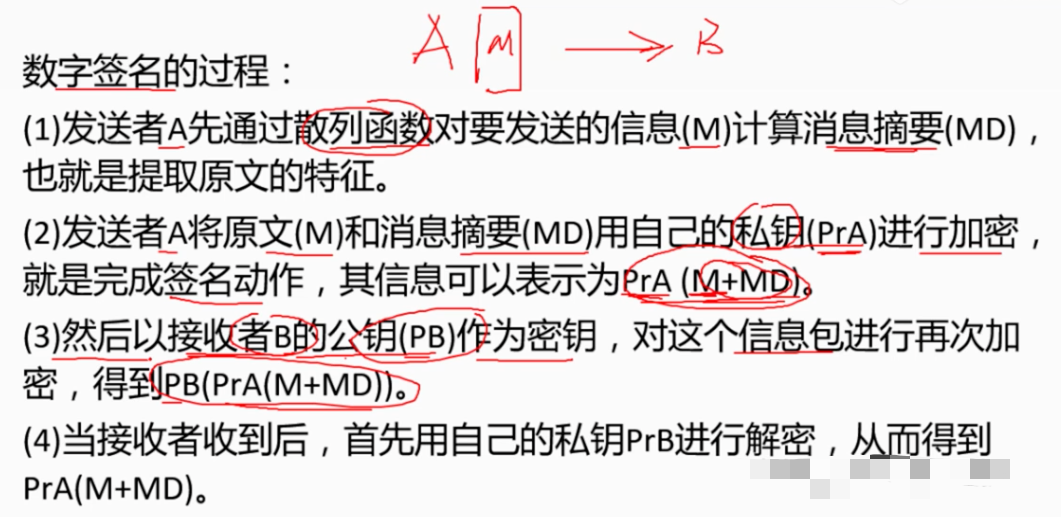 A M → B
数字签名的过程：
(1)发送者A先通过散列函数对要发送的信息(M)计算消息摘要(MD)，
也就是提取原文的特征。
(2)发送者A将原文(M)和消息摘要(MD)用自己的私钥(PrA)进行加密，
就是完成签名动作，其信息可以表示为PrA (M+MD)。
(3)然后以接收者B的公钥(PB)作为密钥，对这个信息包进行再次加
密，得到PB(PrA(M+MD))。
(4)当接收者收到后，首先用自己的私钥PrB进行解密，从而得到
PrA(M+MD)。